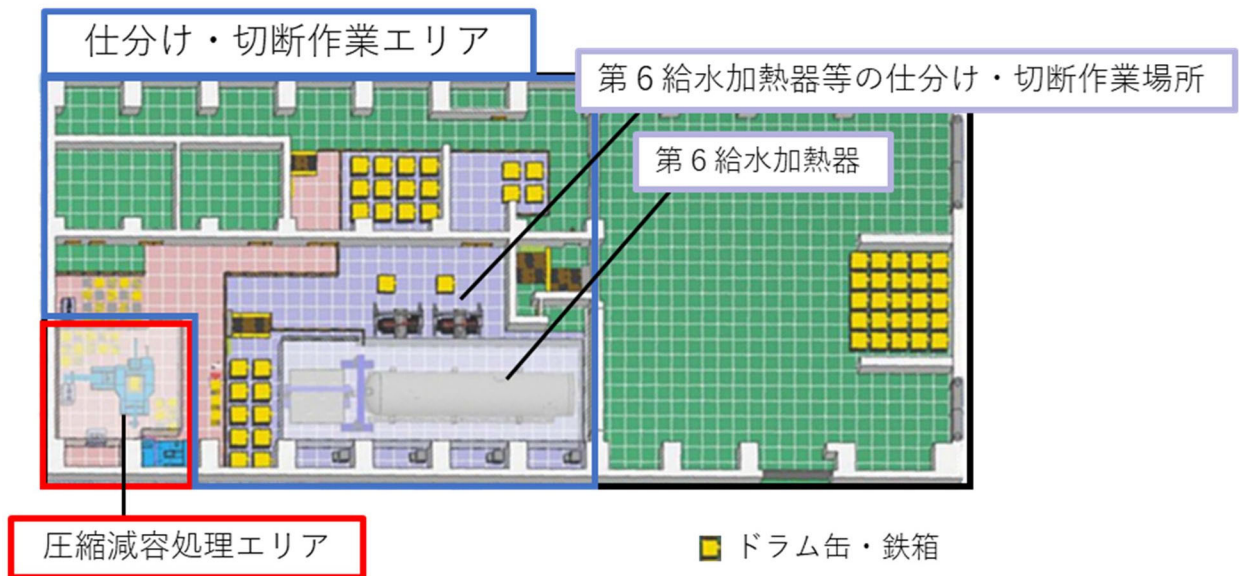 仕分け・切断作業エリア
第６給水加熱器等の仕分け・切断作業場所
第６給水加熱器
圧縮減容処理エリア
ドラム缶・鉄箱